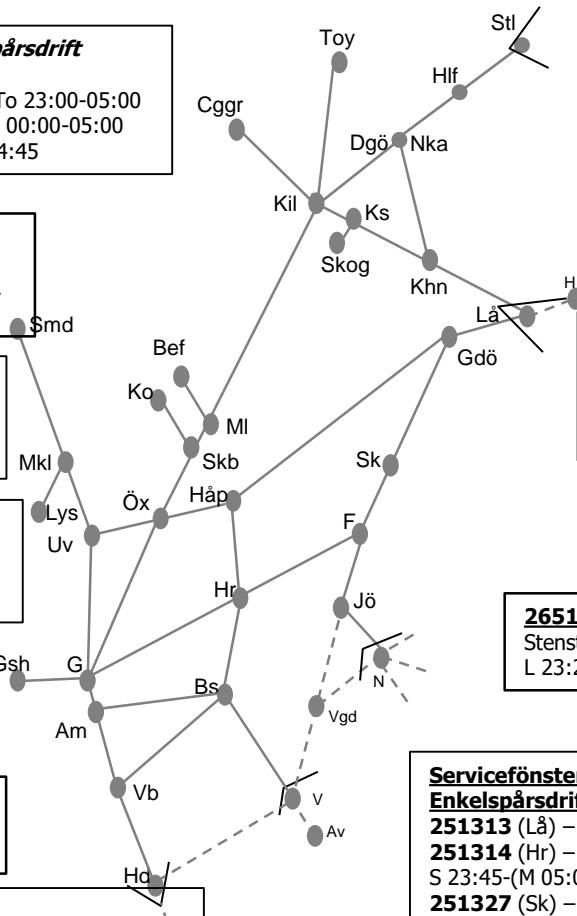 Stl
Toy
pårsdrift
Hlf
To 23:00-05:00
Cggr
00:00-05:00
Dgö
Nka
4:45
Kil
Ks
Skog
Khn
H
Lå
Smd
Gdö
Bef
Ko
Ml
Skb
Mkl
Sk
Håp
Öx
Lys
F
Uv
Hr
Jö
2651
Stenst
L 23:2
Gsh
G
N
Bs
Am
Vgd
Servicefönster
Enkelspårsdrift
Vb
V
251313 (Lå) –
Av
251314 (Hr) –
Hd
S 23:45-(M 05:0
251327 (Sk) –